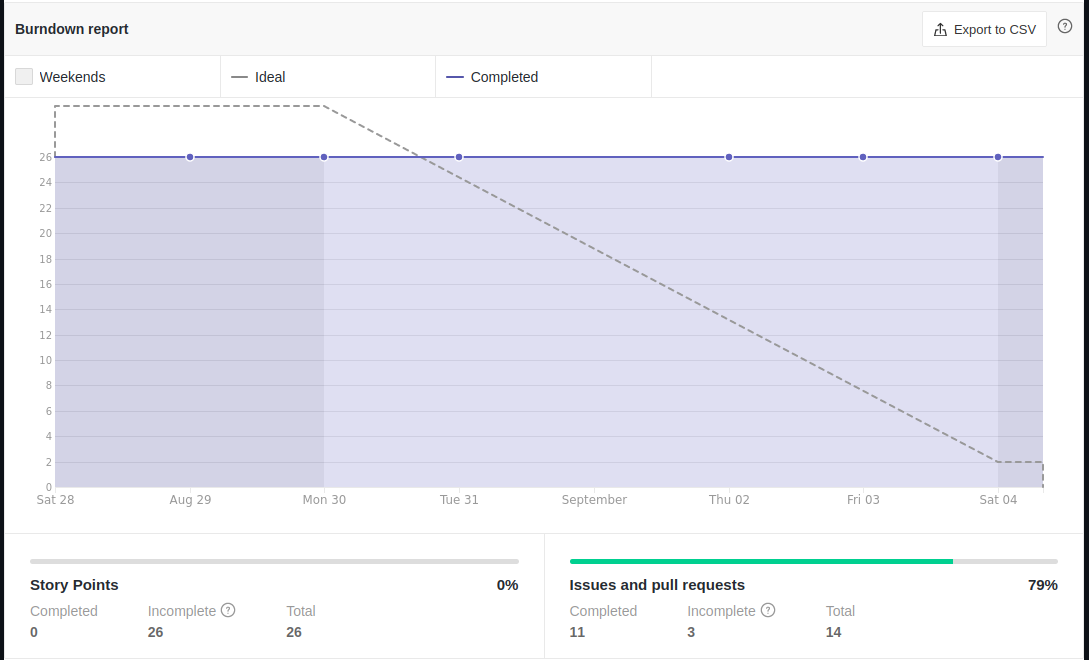 Burndown report
Export to CSV
?
Weekends
Ideal
Completed
26
24
22
20
18
16
14
12
10
8
6
4
2
0
Sat 28 Aug 29 Mon 30 Tue 31 September Thu 02 Fri 03 Sat 04
Story Points 0%
Completed Incomplete ? Total
0 26 26
Issues and pull requests 79%
Completed Incomplete ? Total
11 3 14